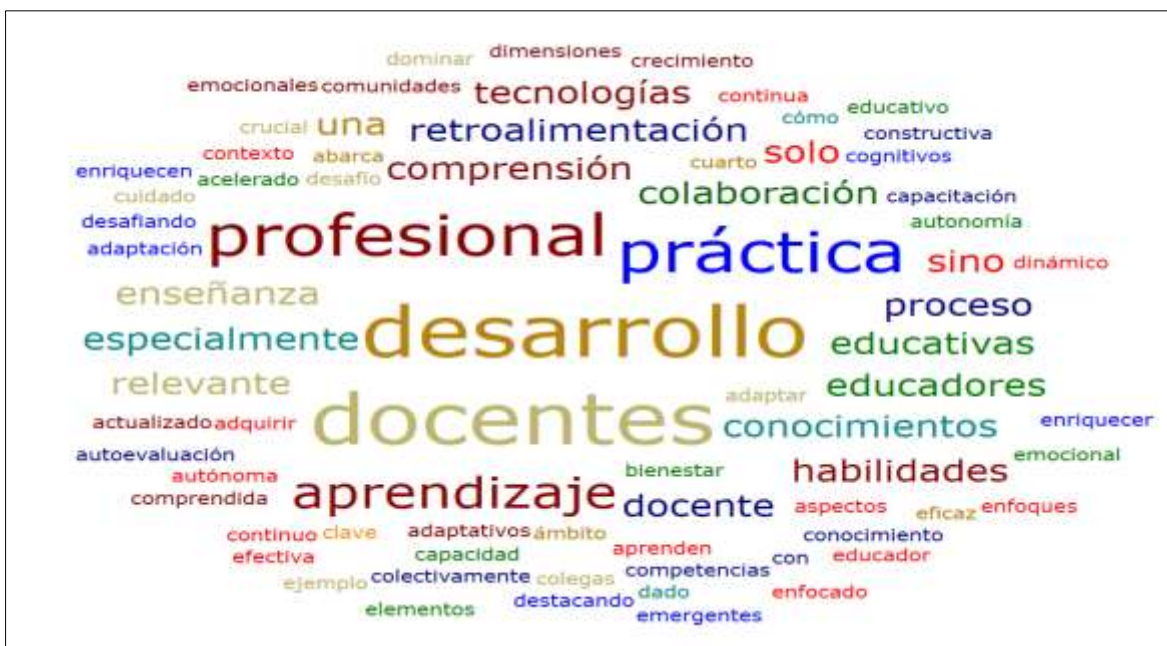 dominar dimensiones crecimiento
emocionales comunidades tecnologías continua educativo
crucial una retroalimentación cómo constructiva
contexto abarca comprensión cuarto solo cognitivos
enriquecen acelerado desafío colaboración capacitación
cuidado autonomía
desafiando profesional práctica
adaptación sino dinámico
enseñanza proceso
especialmente desarrollo educativas
relevante adaptar educadores
actualizado adquirir docentes conocimientos enriquecer
autoevaluación emocional
autónoma bienestar habilidades
comprendida aprendizaje docente aspectos eficaz enfoques
continuo clave adaptativos ámbito conocimiento
efectiva capacidad aprenden con educador
ejemplo colectivamente colegas competencias
elementos destacando dado enfocado
emergentes